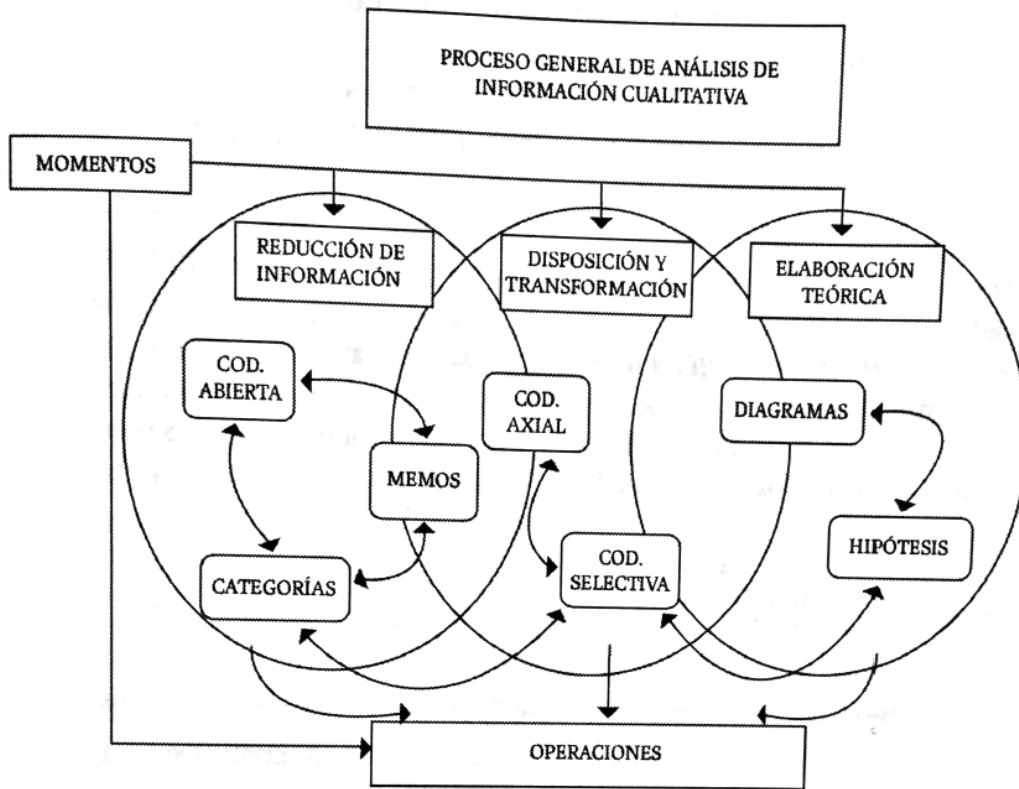 PROCESO GENERAL DE ANÁLISIS DE
INFORMACIÓN CUALITATIVA
MOMENTOS
REDUCCIÓN DE
INFORMACIÓN
DISPOSICIÓN Y
TRANSFORMACIÓN
ELABORACIÓN
TEÓRICA
COD.
ABIERTA
COD.
AXIAL
DIAGRAMAS
MEMOS
HIPÓTESIS
CATEGORÍAS
COD.
SELECTIVA
OPERACIONES